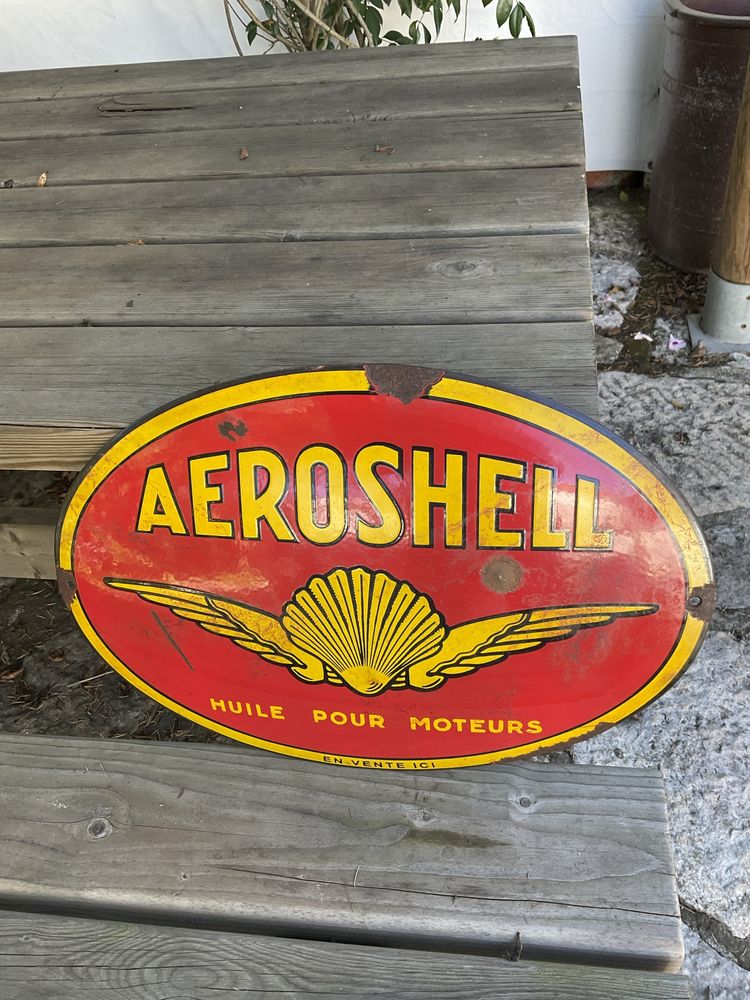 AEROSHELL
HUILE POUR MOTEURS
EN VENTE ICI